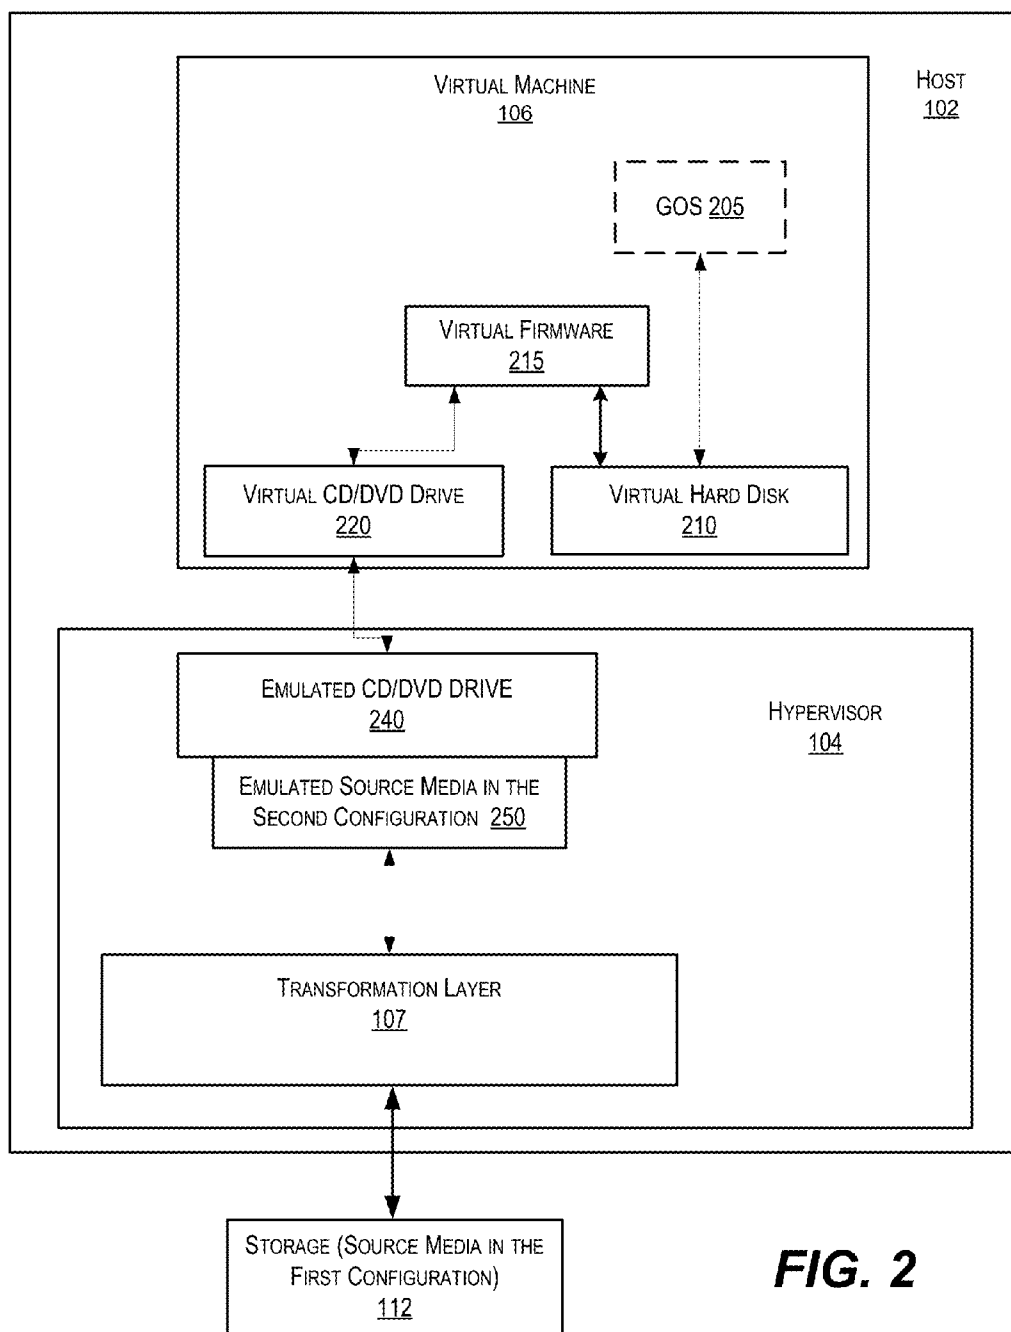 VIRTUAL MACHINE
106
HOST
102
GOS 205
VIRTUAL FIRMWARE
215
VIRTUAL CD/DVD DRIVE
220
VIRTUAL HARD DISK
210
EMULATED CD/DVD DRIVE
240
HYPERVISOR
104
EMULATED SOURCE MEDIA IN THE
SECOND CONFIGURATION 250
TRANSFORMATION LAYER
107
STORAGE (SOURCE MEDIA IN THE
FIRST CONFIGURATION)
112
FIG. 2